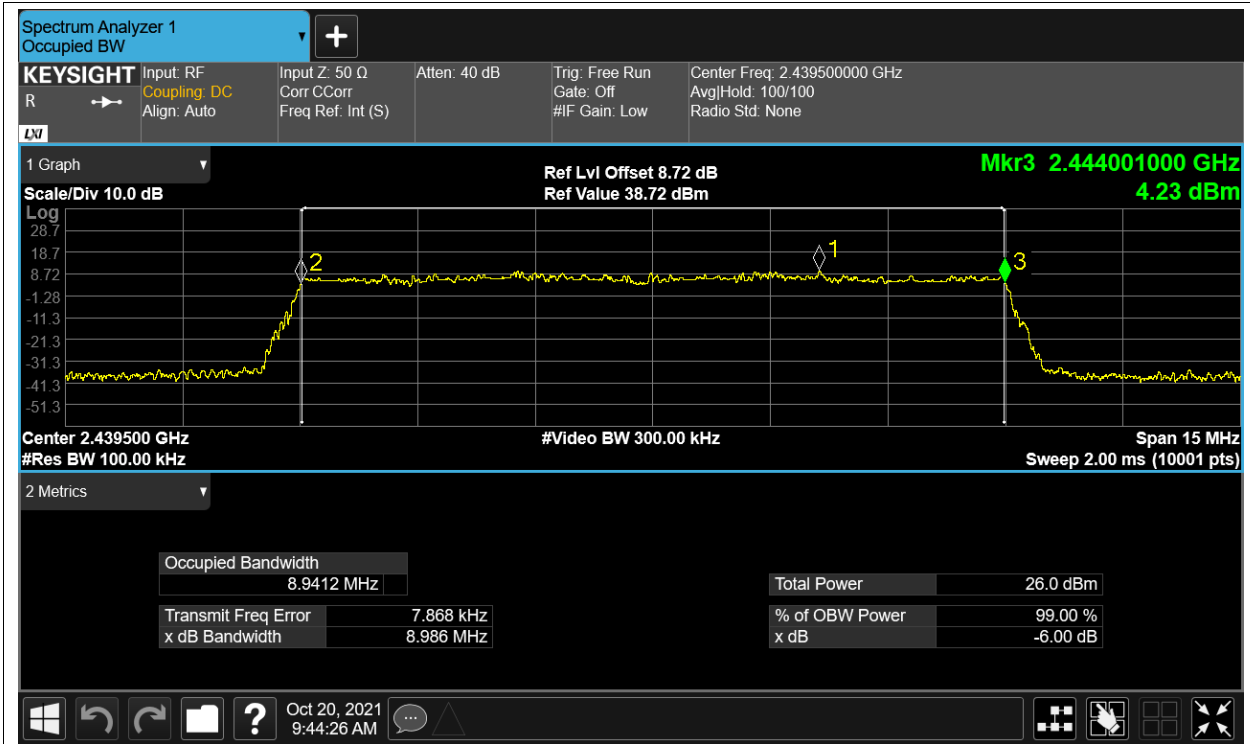 Spectrum Analyzer 1
Occupied BW
KEYSIGHT
R
LXI
Input: RF
Coupling: DC
Align: Auto
Input Z: 50 Ω
Corr CCorr
Freq Ref: Int (S)
Atten: 40 dB
Trig: Free Run
Gate: Off
#IF Gain: Low
Center Freq: 2.439500000 GHz
Avg|Hold: 100/100
Radio Std: None
1 Graph
Scale/Div 10.0 dB
Ref Lvl Offset 8.72 dB
Ref Value 38.72 dBm
Mkr3 2.444001000 GHz
4.23 dBm
Log
28.7
18.7
8.72
-1.28
-11.3
-21.3
-31.3
-41.3
-51.3
2
1
3
Center 2.439500 GHz
#Video BW 300.00 kHz
Span 15 MHz
#Res BW 100.00 kHz
Sweep 2.00 ms (10001 pts)
2 Metrics
Occupied Bandwidth
8.9412 MHz
Total Power 26.0 dBm
Transmit Freq Error 7.868 kHz
% of OBW Power 99.00 %
x dB Bandwidth 8.986 MHz
x dB -6.00 dB
?
Oct 20, 2021
9:44:26 AM